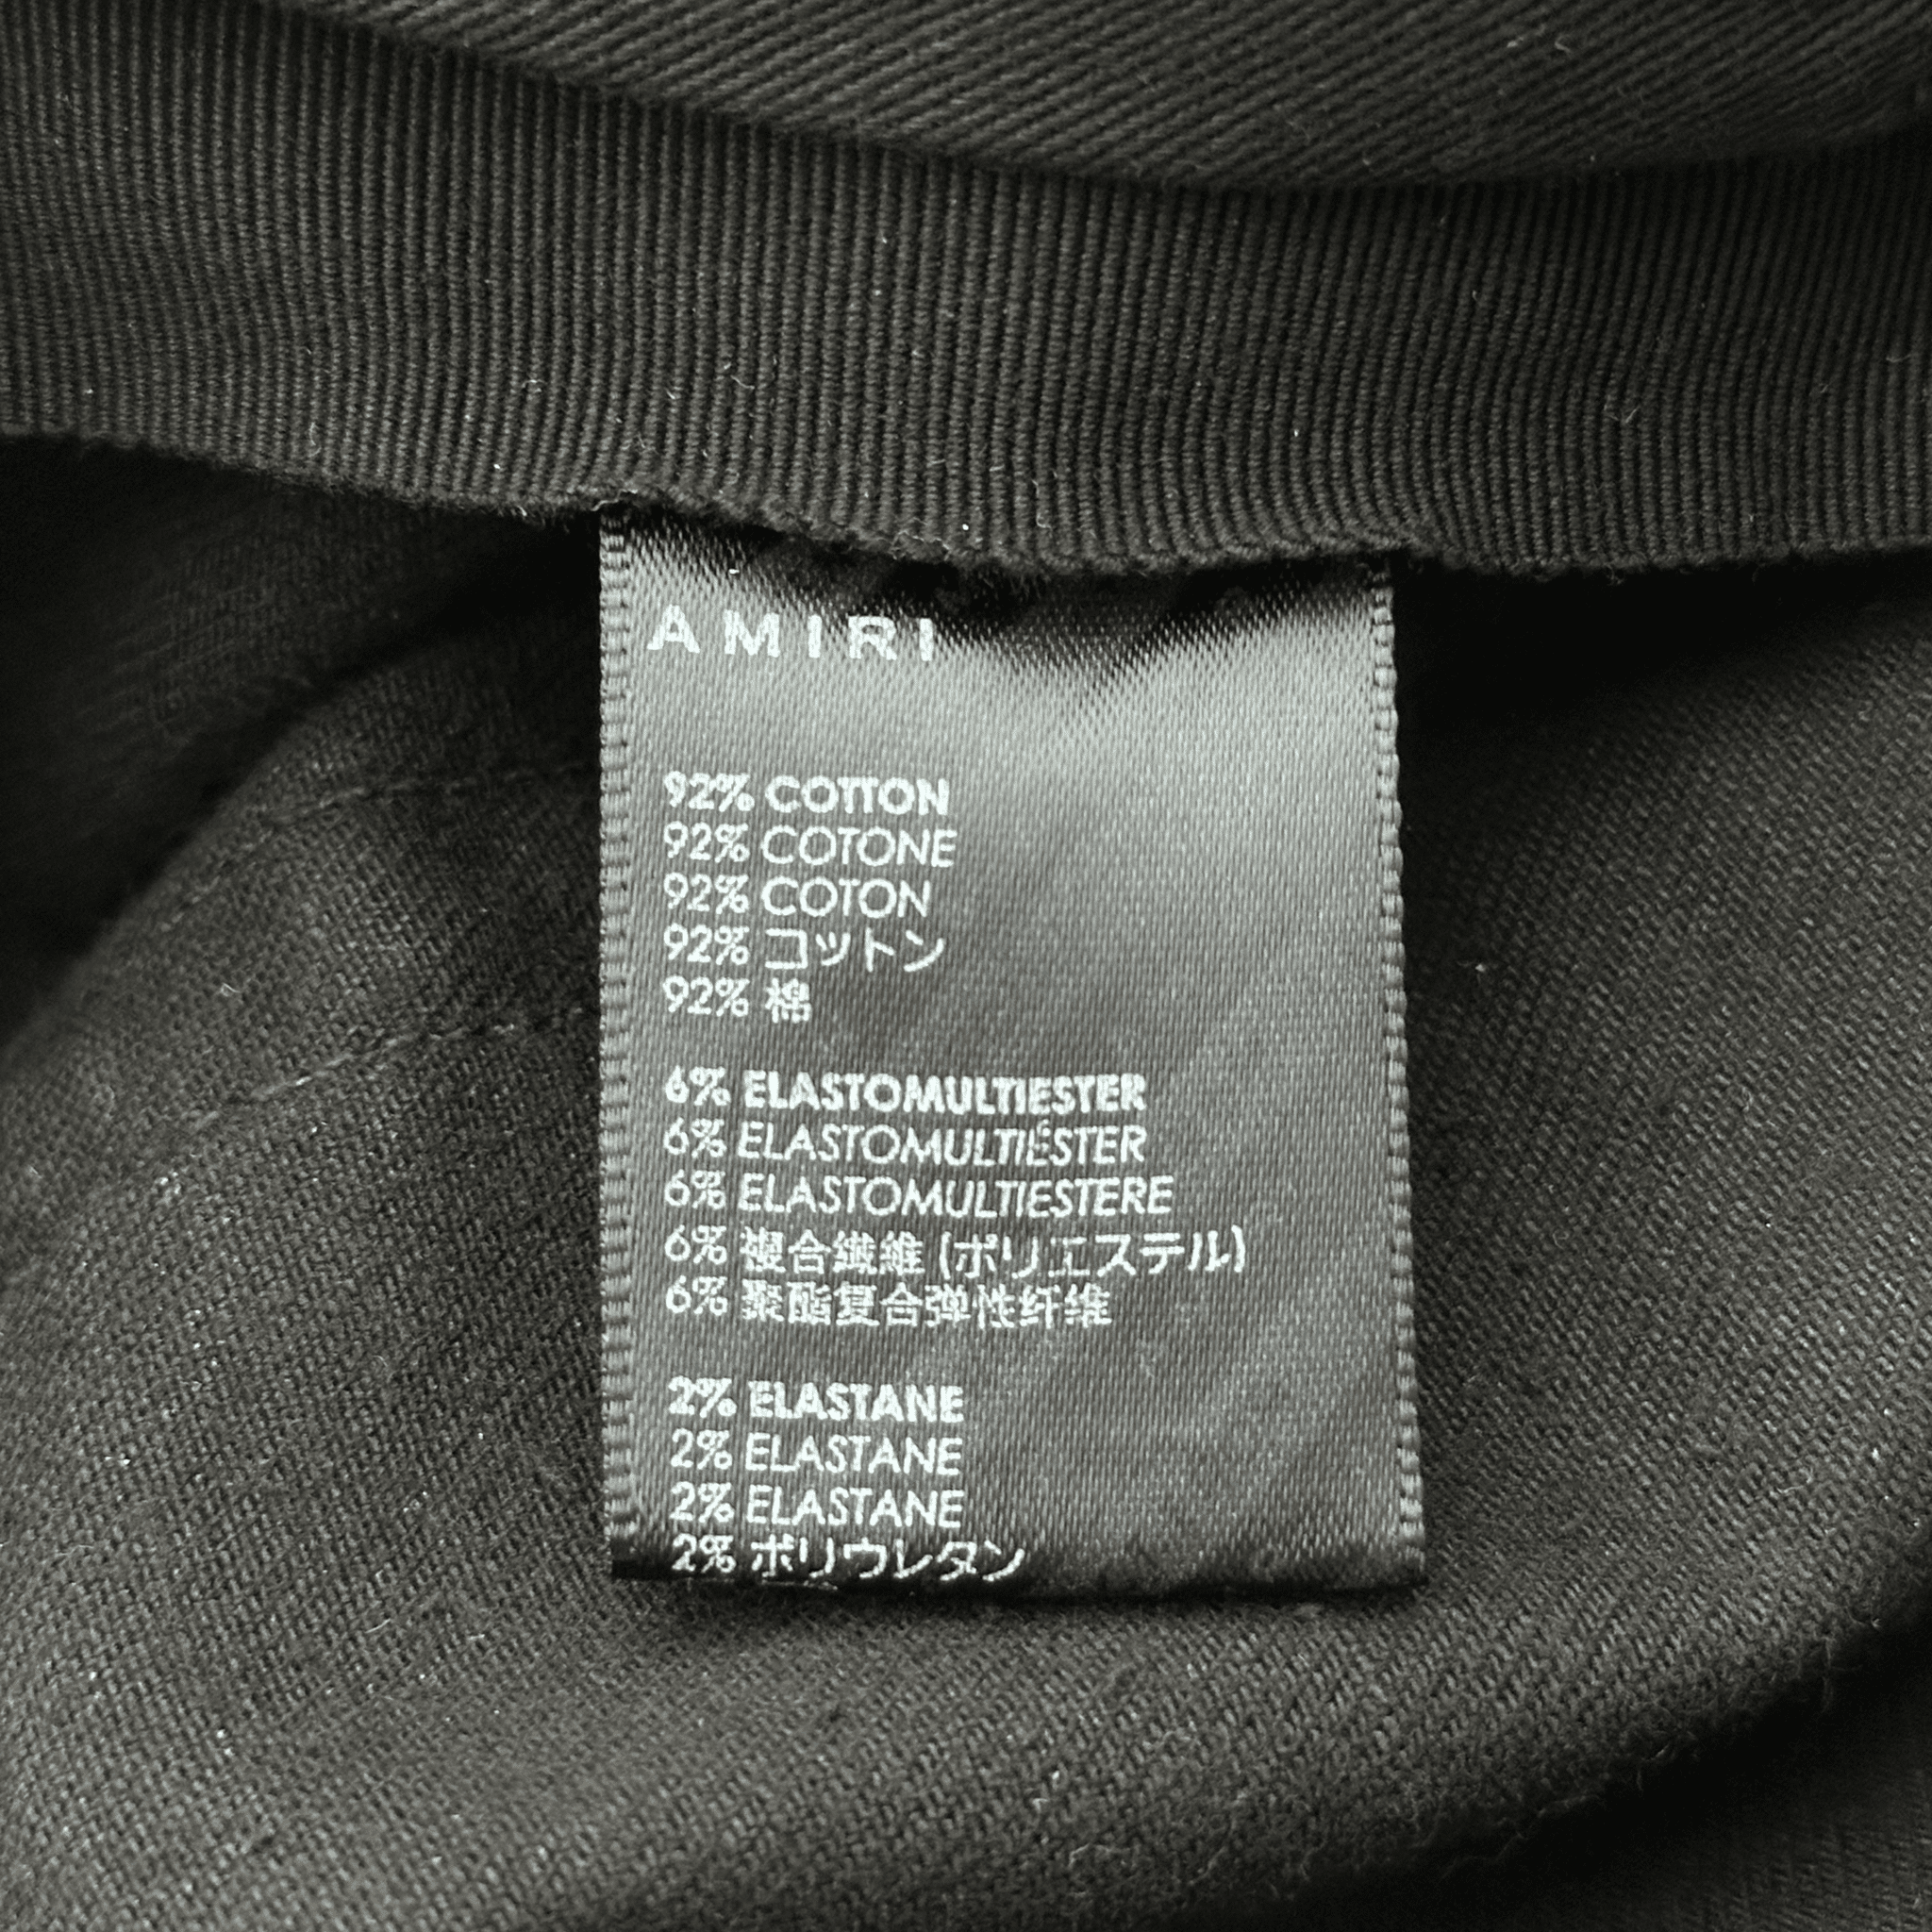 AMIRI
92% COTTON
92% COTONE
92% COTON
92% コットン
92% 棉
6% ELASTOMULTIESTER
6% ELASTOMULTIÉSTER
6% ELASTOMULTIESTERE
6% 複合繊維 (ポリエステル)
6% 聚酯复合弹性纤维
2% ELASTANE
2% ELASTANE
2% ELASTANE
2% ポリウレタン